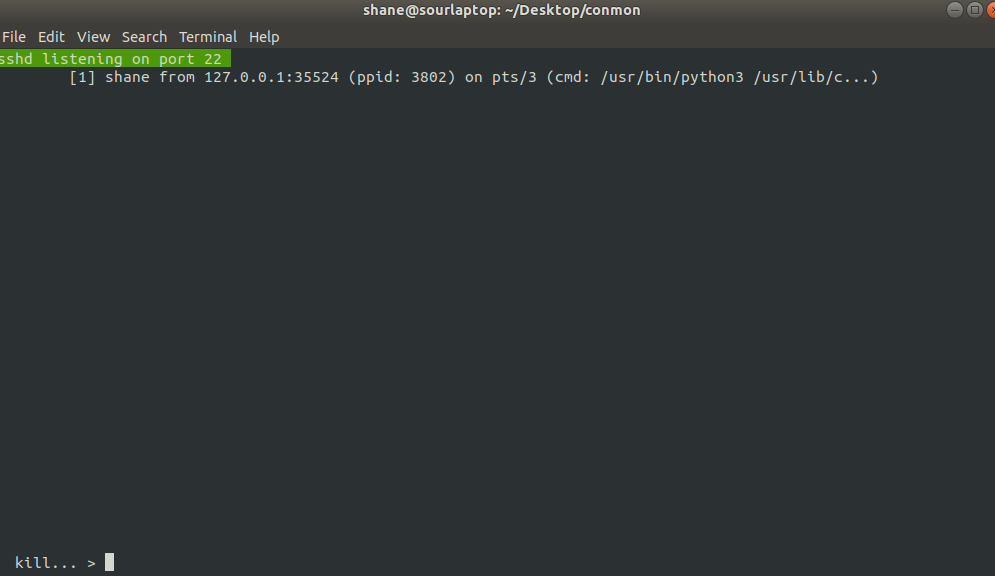 shane@sourlaptop: ~/Desktop/conmon
File Edit View Search Terminal Help
sshd listening on port 22
[1] shane from 127.0.0.1:35524 (ppid: 3802) on pts/3 (cmd: /usr/bin/python3 /usr/lib/c...)
kill... >